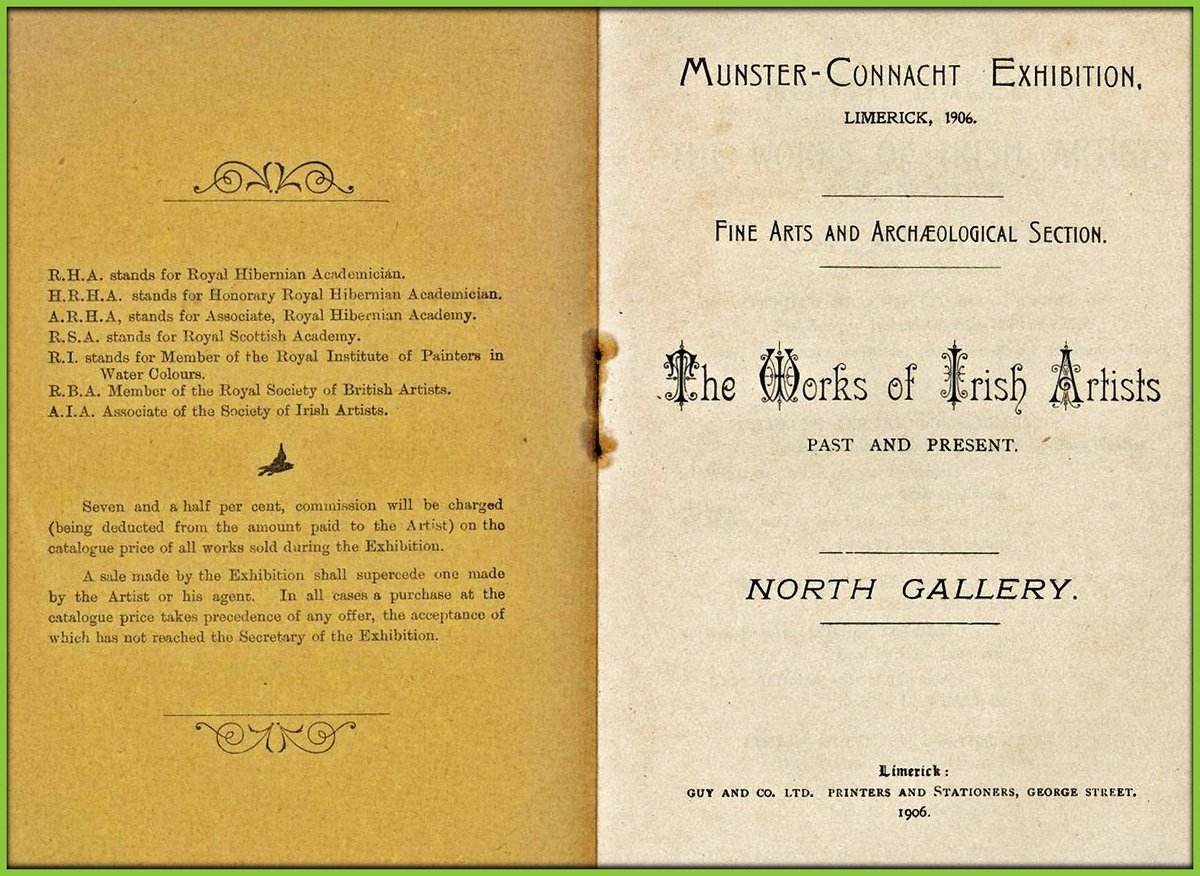 R.H.A. stands for Royal Hibernian Academician.
H.R.H.A. stands for Honorary Royal Hibernian Academician.
A.R.H.A, stands for Associate, Royal Hibernian Academy.
R.S.A. stands for Royal Scottish Academy.
R.I. stands for Member of the Royal Institute of Painters in
Water Colours.
R.B.A. Member of the Royal Society of British Artists.
A.I.A. Associate of the Society of Irish Artists.
Seven and a half per cent, commission will be charged
(being deducted from the amount paid to the Artist) on the
catalogue price of all works sold during the Exhibition.
A sale made by the Exhibition shall supercede one made
by the Artist or his agent. In all cases a purchase at the
catalogue price takes precedence of any offer, the acceptance of
which has not reached the Secretary of the Exhibition.
MUNSTER-CONNACHT EXHIBITION,
LIMERICK, 1906.
FINE ARTS AND ARCHÆOLOGICAL SECTION.
The Works of Irish Artists
PAST AND PRESENT.
NORTH GALLERY.
Limerick:
GUY AND CO. LTD. PRINTERS AND STATIONERS, GEORGE STREET.
1906.